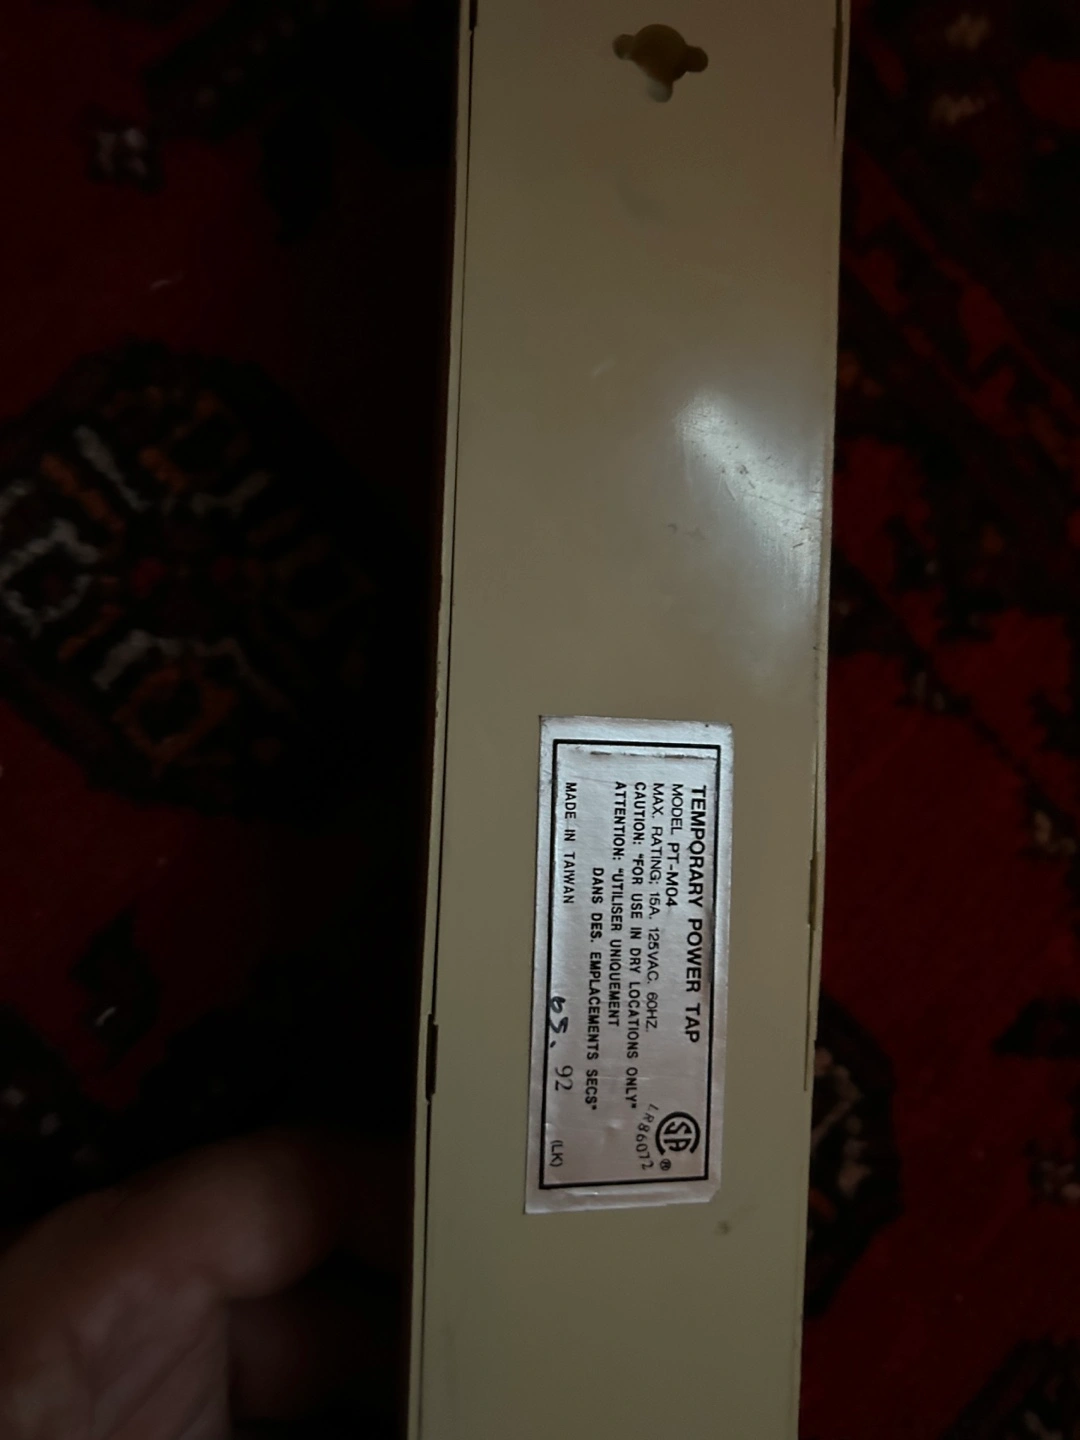 TEMPORARY POWER TAP
MODEL PT-M04
MAX. RATING: 15A. 125VAC. 60HZ.
CAUTION: "FOR USE IN DRY LOCATIONS ONLY"
ATTENTION: "UTILISER UNIQUEMENT
DANS DES. EMPLACEMENTS SECS"
MADE IN TAIWAN
05. 92
(LK)
SA ®
LR86072